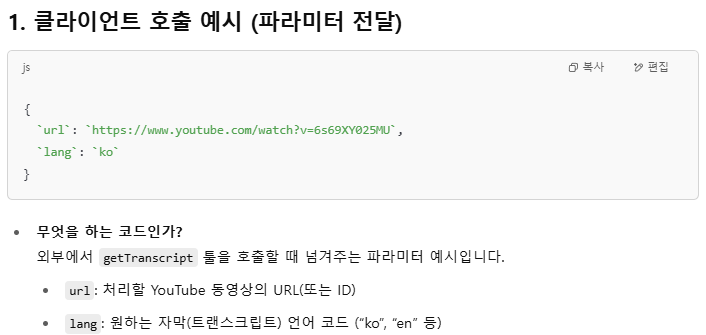 1. 클라이언트 호출 예시 (파라미터 전달)
js
복사
편집
{
`url`: `https://www.youtube.com/watch?v=6s69XY025MU`,
`lang`: `ko`
}
• 무엇을 하는 코드인가?
외부에서 getTranscript 툴을 호출할 때 넘겨주는 파라미터 예시입니다.
• url: 처리할 YouTube 동영상의 URL(또는 ID)
• lang: 원하는 자막(트랜스크립트) 언어 코드 (“ko”, “en” 등)